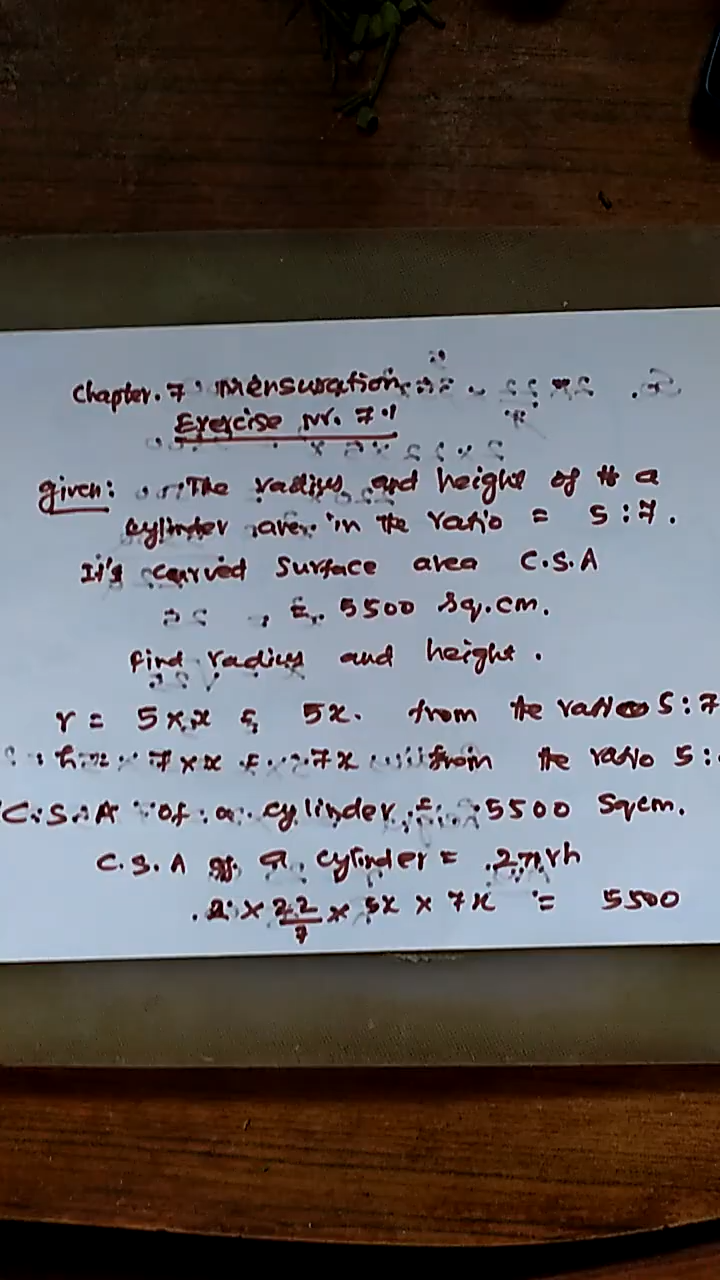 Chapter. 7. Mensuration
Exercise Nr. 7.1
given: The radius and height of a
cylinder are in the ratio = 5:7.
It's curved surface area C.S.A
= 5500 sq.cm.
find radius and height.
r = 5 x x = 5x. from the ratio 5:7
h = 7 x x = 7x from the ratio 5:
C.S.A of a cylinder = 5500 Sqcm.
C.S.A of a cylinder = 2πrh
2 x 22/7 x 5x x 7x = 5500